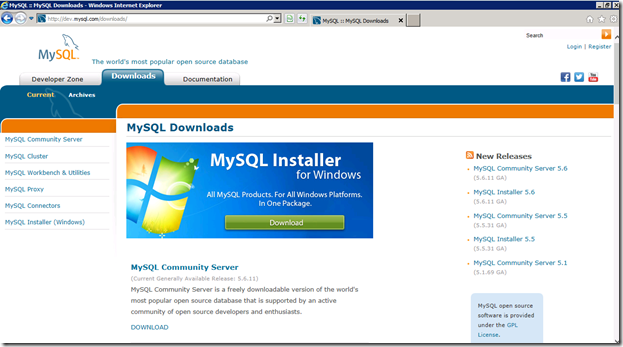 MySQL :: MySQL Downloads - Windows Internet Explorer
http://dev.mysql.com/downloads/
MySQL :: MySQL Downloads
Search
Login | Register
MySQL
The world's most popular open source database
Developer Zone
Downloads
Documentation
Current
Archives
MySQL Community Server
MySQL Cluster
MySQL Workbench & Utilities
MySQL Proxy
MySQL Connectors
MySQL Installer (Windows)
MySQL Downloads
MySQL Installer
for Windows
All MySQL Products. For All Windows Platforms.
In One Package.
Download
MySQL Community Server
(Current Generally Available Release: 5.6.11)
MySQL Community Server is a freely downloadable version of the world's
most popular open source database that is supported by an active
community of open source developers and enthusiasts.
DOWNLOAD
New Releases
MySQL Community Server 5.6
(5.6.11 GA)
MySQL Installer 5.6
(5.6.11 GA)
MySQL Community Server 5.5
(5.5.31 GA)
MySQL Installer 5.5
(5.5.31 GA)
MySQL Community Server 5.1
(5.1.69 GA)
MySQL open source
software is provided
under the GPL
License.